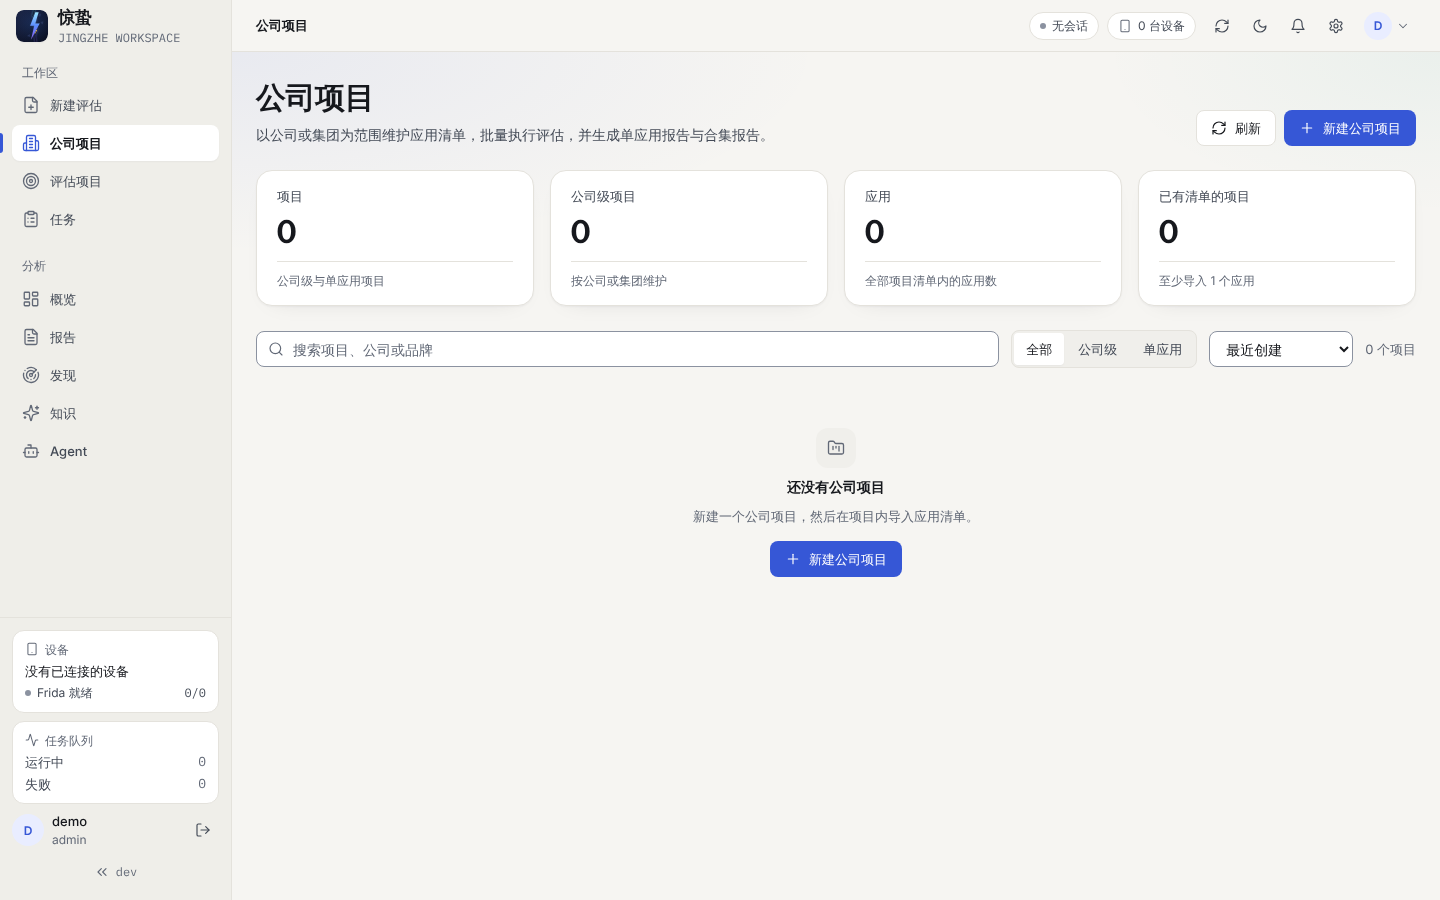 惊蛰
JINGZHE WORKSPACE
工作区
新建评估
公司项目
评估项目
任务
分析
概览
报告
发现
知识
Agent
设备
没有已连接的设备
Frida 就绪 0/0
任务队列
运行中 0
失败 0
D demo
admin
dev
公司项目
无会话
0 台设备
D
公司项目
以公司或集团为范围维护应用清单，批量执行评估，并生成单应用报告与合集报告。
刷新
新建公司项目
项目
0
公司级与单应用项目
公司级项目
0
按公司或集团维护
应用
0
全部项目清单内的应用数
已有清单的项目
0
至少导入 1 个应用
搜索项目、公司或品牌
全部 公司级 单应用
最近创建
0 个项目
还没有公司项目
新建一个公司项目，然后在项目内导入应用清单。
新建公司项目